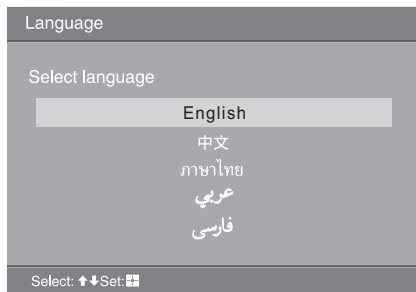 Language
Select language
English
中文
ภาษาไทย
عربي
فارسی
Select: ⬆⬇Set: